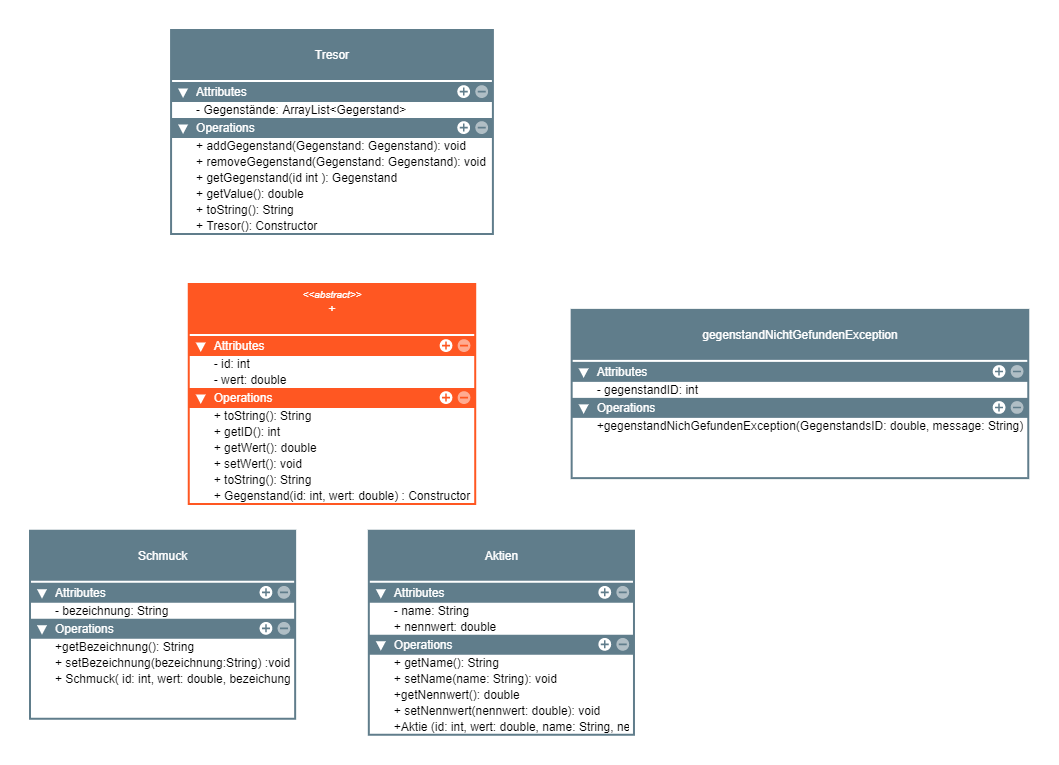 Tresor
Attributes
- Gegenstände: ArrayList<Gegerstand>
Operations
+ addGegenstand(Gegenstand: Gegenstand): void
+ removeGegenstand(Gegenstand: Gegenstand): void
+ getGegenstand(id int ): Gegenstand
+ getValue(): double
+ toString(): String
+ Tresor(): Constructor
<<abstract>>
+
Attributes
- id: int
- wert: double
Operations
+ toString(): String
+ getID(): int
+ getWert(): double
+ setWert(): void
+ toString(): String
+ Gegenstand(id: int, wert: double) : Constructor
gegenstandNichtGefundenException
Attributes
- gegenstandID: int
Operations
+gegenstandNichGefundenException(GegenstandsID: double, message: String)
Schmuck
Attributes
- bezeichnung: String
Operations
+getBezeichnung(): String
+ setBezeichnung(bezeichnung:String) :void
+ Schmuck( id: int, wert: double, bezeichung
Aktien
Attributes
- name: String
+ nennwert: double
Operations
+ getName(): String
+ setName(name: String): void
+getNennwert(): double
+ setNennwert(nennwert: double): void
+Aktie (id: int, wert: double, name: String, ne